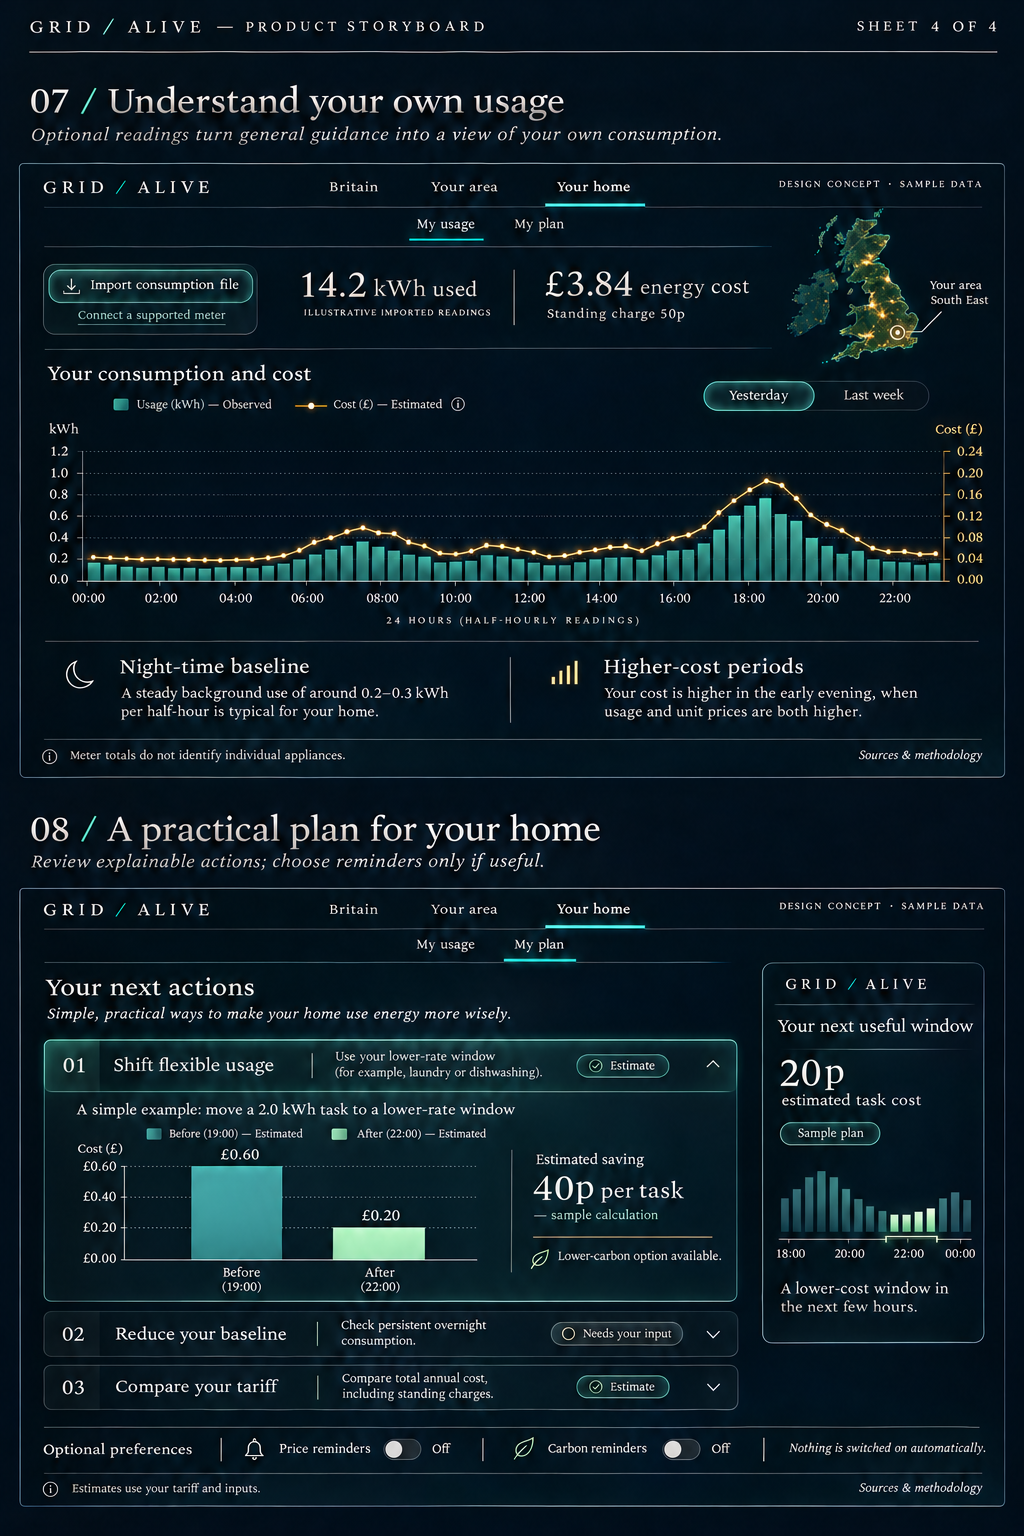 GRID / ALIVE — PRODUCT STORYBOARD
SHEET 4 OF 4
07 / Understand your own usage
Optional readings turn general guidance into a view of your own consumption.
GRID / ALIVE
Britain
Your area
Your home
DESIGN CONCEPT · SAMPLE DATA
My usage
My plan
Import consumption file
Connect a supported meter
14.2 kWh used
ILLUSTRATIVE IMPORTED READINGS
£3.84 energy cost
Standing charge 50p
Your area
South East
Your consumption and cost
Usage (kWh) — Observed
Cost (£) — Estimated
Yesterday
Last week
kWh
Cost (£)
1.2
1.0
0.8
0.6
0.4
0.2
0.0
0.24
0.20
0.16
0.12
0.08
0.04
0.00
00:00
02:00
04:00
06:00
08:00
10:00
12:00
14:00
16:00
18:00
20:00
22:00
24 HOURS (HALF-HOURLY READINGS)
Night-time baseline
A steady background use of around 0.2–0.3 kWh
per half-hour is typical for your home.
Higher-cost periods
Your cost is higher in the early evening, when
usage and unit prices are both higher.
Meter totals do not identify individual appliances.
Sources & methodology
08 / A practical plan for your home
Review explainable actions; choose reminders only if useful.
GRID / ALIVE
Britain
Your area
Your home
DESIGN CONCEPT · SAMPLE DATA
My usage
My plan
Your next actions
Simple, practical ways to make your home use energy more wisely.
01
Shift flexible usage
Use your lower-rate window
(for example, laundry or dishwashing).
Estimate
A simple example: move a 2.0 kWh task to a lower-rate window
Before (19:00) — Estimated
After (22:00) — Estimated
Cost (£)
£0.60
£0.40
£0.20
£0.00
£0.60
£0.20
Before
(19:00)
After
(22:00)
Estimated saving
40p per task
— sample calculation
Lower-carbon option available.
02
Reduce your baseline
Check persistent overnight
consumption.
Needs your input
03
Compare your tariff
Compare total annual cost,
including standing charges.
Estimate
GRID / ALIVE
Your next useful window
20p
estimated task cost
Sample plan
18:00
20:00
22:00
00:00
A lower-cost window in
the next few hours.
Optional preferences
Price reminders
Off
Carbon reminders
Off
Nothing is switched on automatically.
Estimates use your tariff and inputs.
Sources & methodology